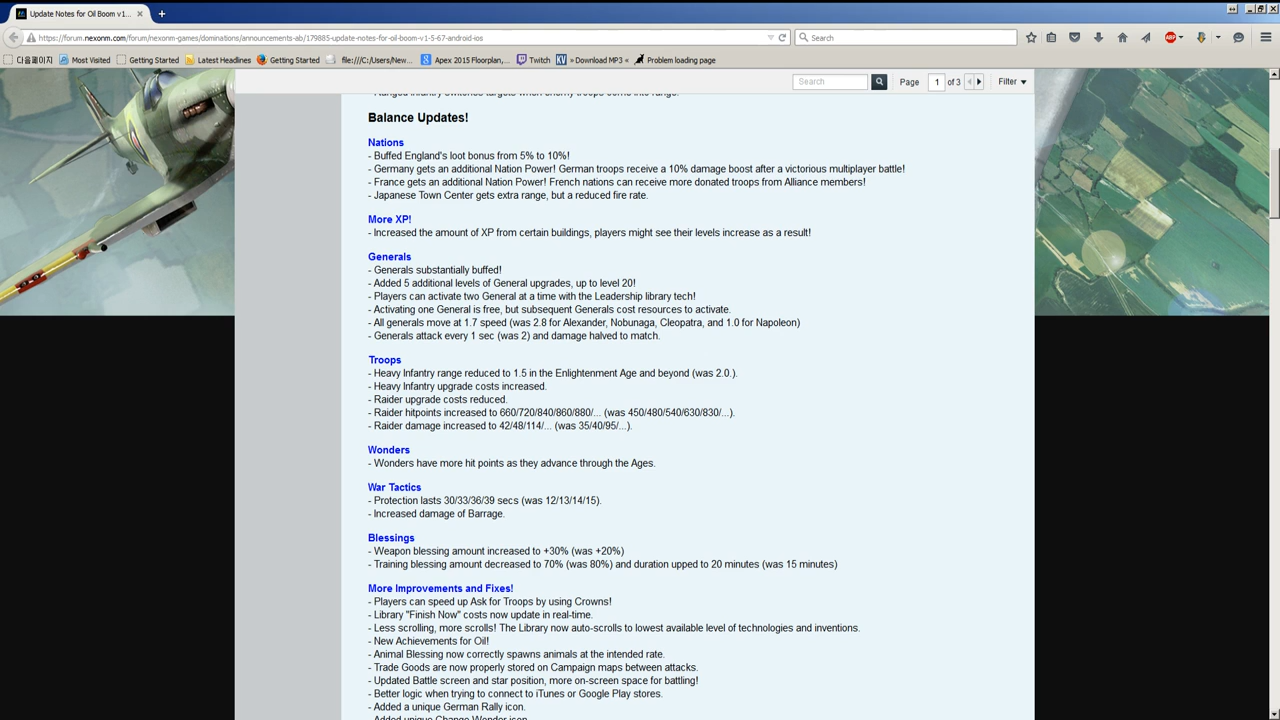 Update Notes for Oil Boom v1...
https://forum.nexonm.com/forum/nexonm-games/dominations/announcements-ab/179885-update-notes-for-oil-boom-v1-5-67-android-ios
Search
다음페이지 Most Visited Getting Started Latest Headlines Getting Started file:///C:/Users/New... Apex 2015 Floorplan,... Twitch » Download MP3 « Problem loading page
Search Page 1 of 3 Filter
- Ranged infantry switches targets when enemy troops come into range.
Balance Updates!
Nations
- Buffed England's loot bonus from 5% to 10%!
- Germany gets an additional Nation Power! German troops receive a 10% damage boost after a victorious multiplayer battle!
- France gets an additional Nation Power! French nations can receive more donated troops from Alliance members!
- Japanese Town Center gets extra range, but a reduced fire rate.
More XP!
- Increased the amount of XP from certain buildings, players might see their levels increase as a result!
Generals
- Generals substantially buffed!
- Added 5 additional levels of General upgrades, up to level 20!
- Players can activate two General at a time with the Leadership library tech!
- Activating one General is free, but subsequent Generals cost resources to activate.
- All generals move at 1.7 speed (was 2.8 for Alexander, Nobunaga, Cleopatra, and 1.0 for Napoleon)
- Generals attack every 1 sec (was 2) and damage halved to match.
Troops
- Heavy Infantry range reduced to 1.5 in the Enlightenment Age and beyond (was 2.0.).
- Heavy Infantry upgrade costs increased.
- Raider upgrade costs reduced.
- Raider hitpoints increased to 660/720/840/860/880/... (was 450/480/540/630/830/...).
- Raider damage increased to 42/48/114/... (was 35/40/95/...).
Wonders
- Wonders have more hit points as they advance through the Ages.
War Tactics
- Protection lasts 30/33/36/39 secs (was 12/13/14/15).
- Increased damage of Barrage.
Blessings
- Weapon blessing amount increased to +30% (was +20%)
- Training blessing amount decreased to 70% (was 80%) and duration upped to 20 minutes (was 15 minutes)
More Improvements and Fixes!
- Players can speed up Ask for Troops by using Crowns!
- Library "Finish Now" costs now update in real-time.
- Less scrolling, more scrolls! The Library now auto-scrolls to lowest available level of technologies and inventions.
- New Achievements for Oil!
- Animal Blessing now correctly spawns animals at the intended rate.
- Trade Goods are now properly stored on Campaign maps between attacks.
- Updated Battle screen and star position, more on-screen space for battling!
- Better logic when trying to connect to iTunes or Google Play stores.
- Added a unique German Rally icon.
- Added unique Change Wonder icon.